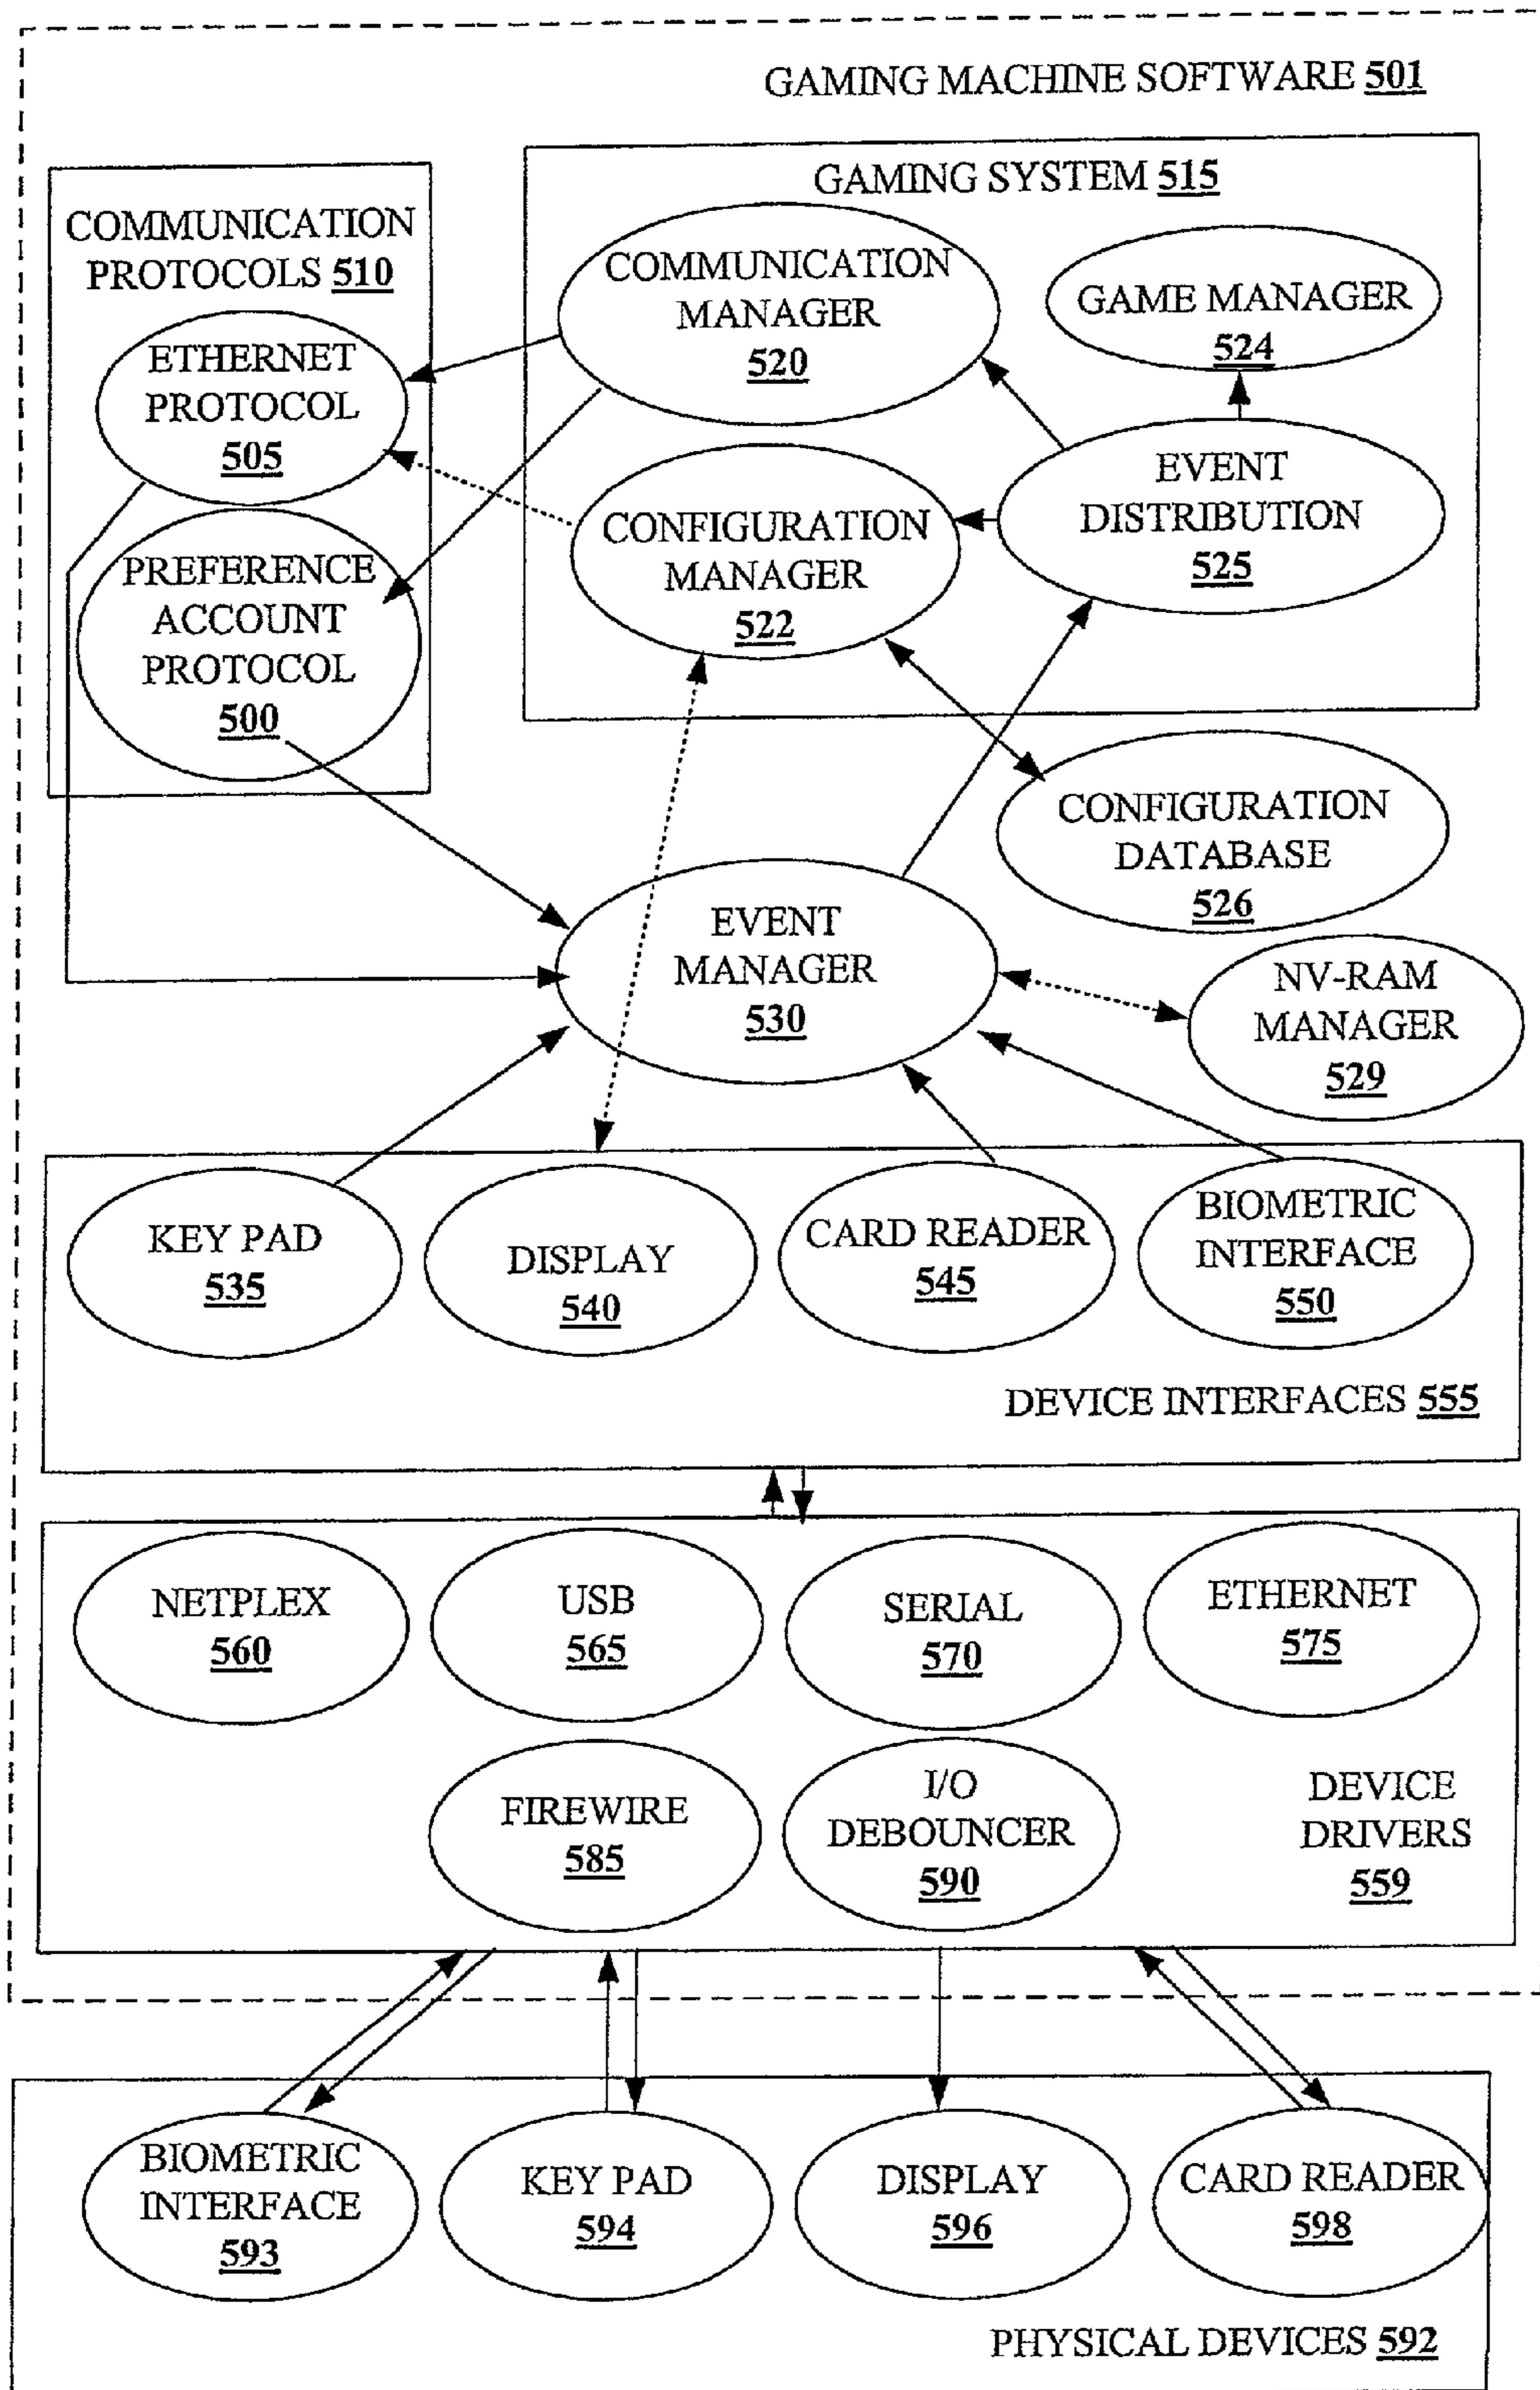 GAMING MACHINE SOFTWARE 501
GAMING SYSTEM 515
COMMUNICATION
PROTOCOLS 510
COMMUNICATION
MANAGER
520
GAME MANAGER
524
ETHERNET
PROTOCOL
505
EVENT
DISTRIBUTION
525
CONFIGURATION
MANAGER
522
PREFERENCE
ACCOUNT
PROTOCOL
500
CONFIGURATION
DATABASE
526
EVENT
MANAGER
530
NV-RAM
MANAGER
529
KEY PAD
535
DISPLAY
540
CARD READER
545
BIOMETRIC
INTERFACE
550
DEVICE INTERFACES 555
NETPLEX
560
USB
565
SERIAL
570
ETHERNET
575
FIREWIRE
585
I/O
DEBOUNCER
590
DEVICE
DRIVERS
559
BIOMETRIC
INTERFACE
593
KEY PAD
594
DISPLAY
596
CARD READER
598
PHYSICAL DEVICES 592